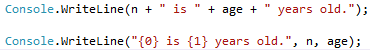 Console.WriteLine(n + " is " + age + " years old.");
Console.WriteLine("{0} is {1} years old.", n, age);